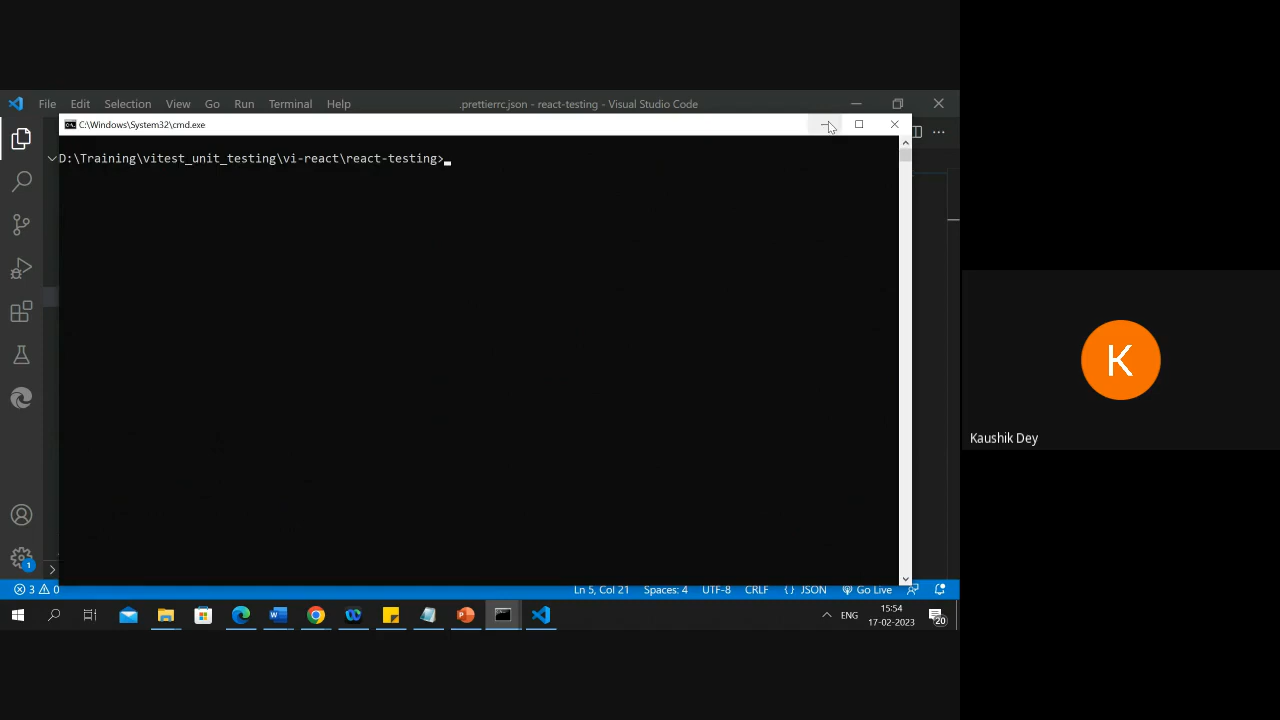 File Edit Selection View Go Run Terminal Help .prettierrc.json - react-testing - Visual Studio Code
C:\Windows\System32\cmd.exe
D:\Training\vitest_unit_testing\vi-react\react-testing>
K
Kaushik Dey
1
3 0 Ln 5, Col 21 Spaces: 4 UTF-8 CRLF {} JSON Go Live
ENG 15:54
17-02-2023 20